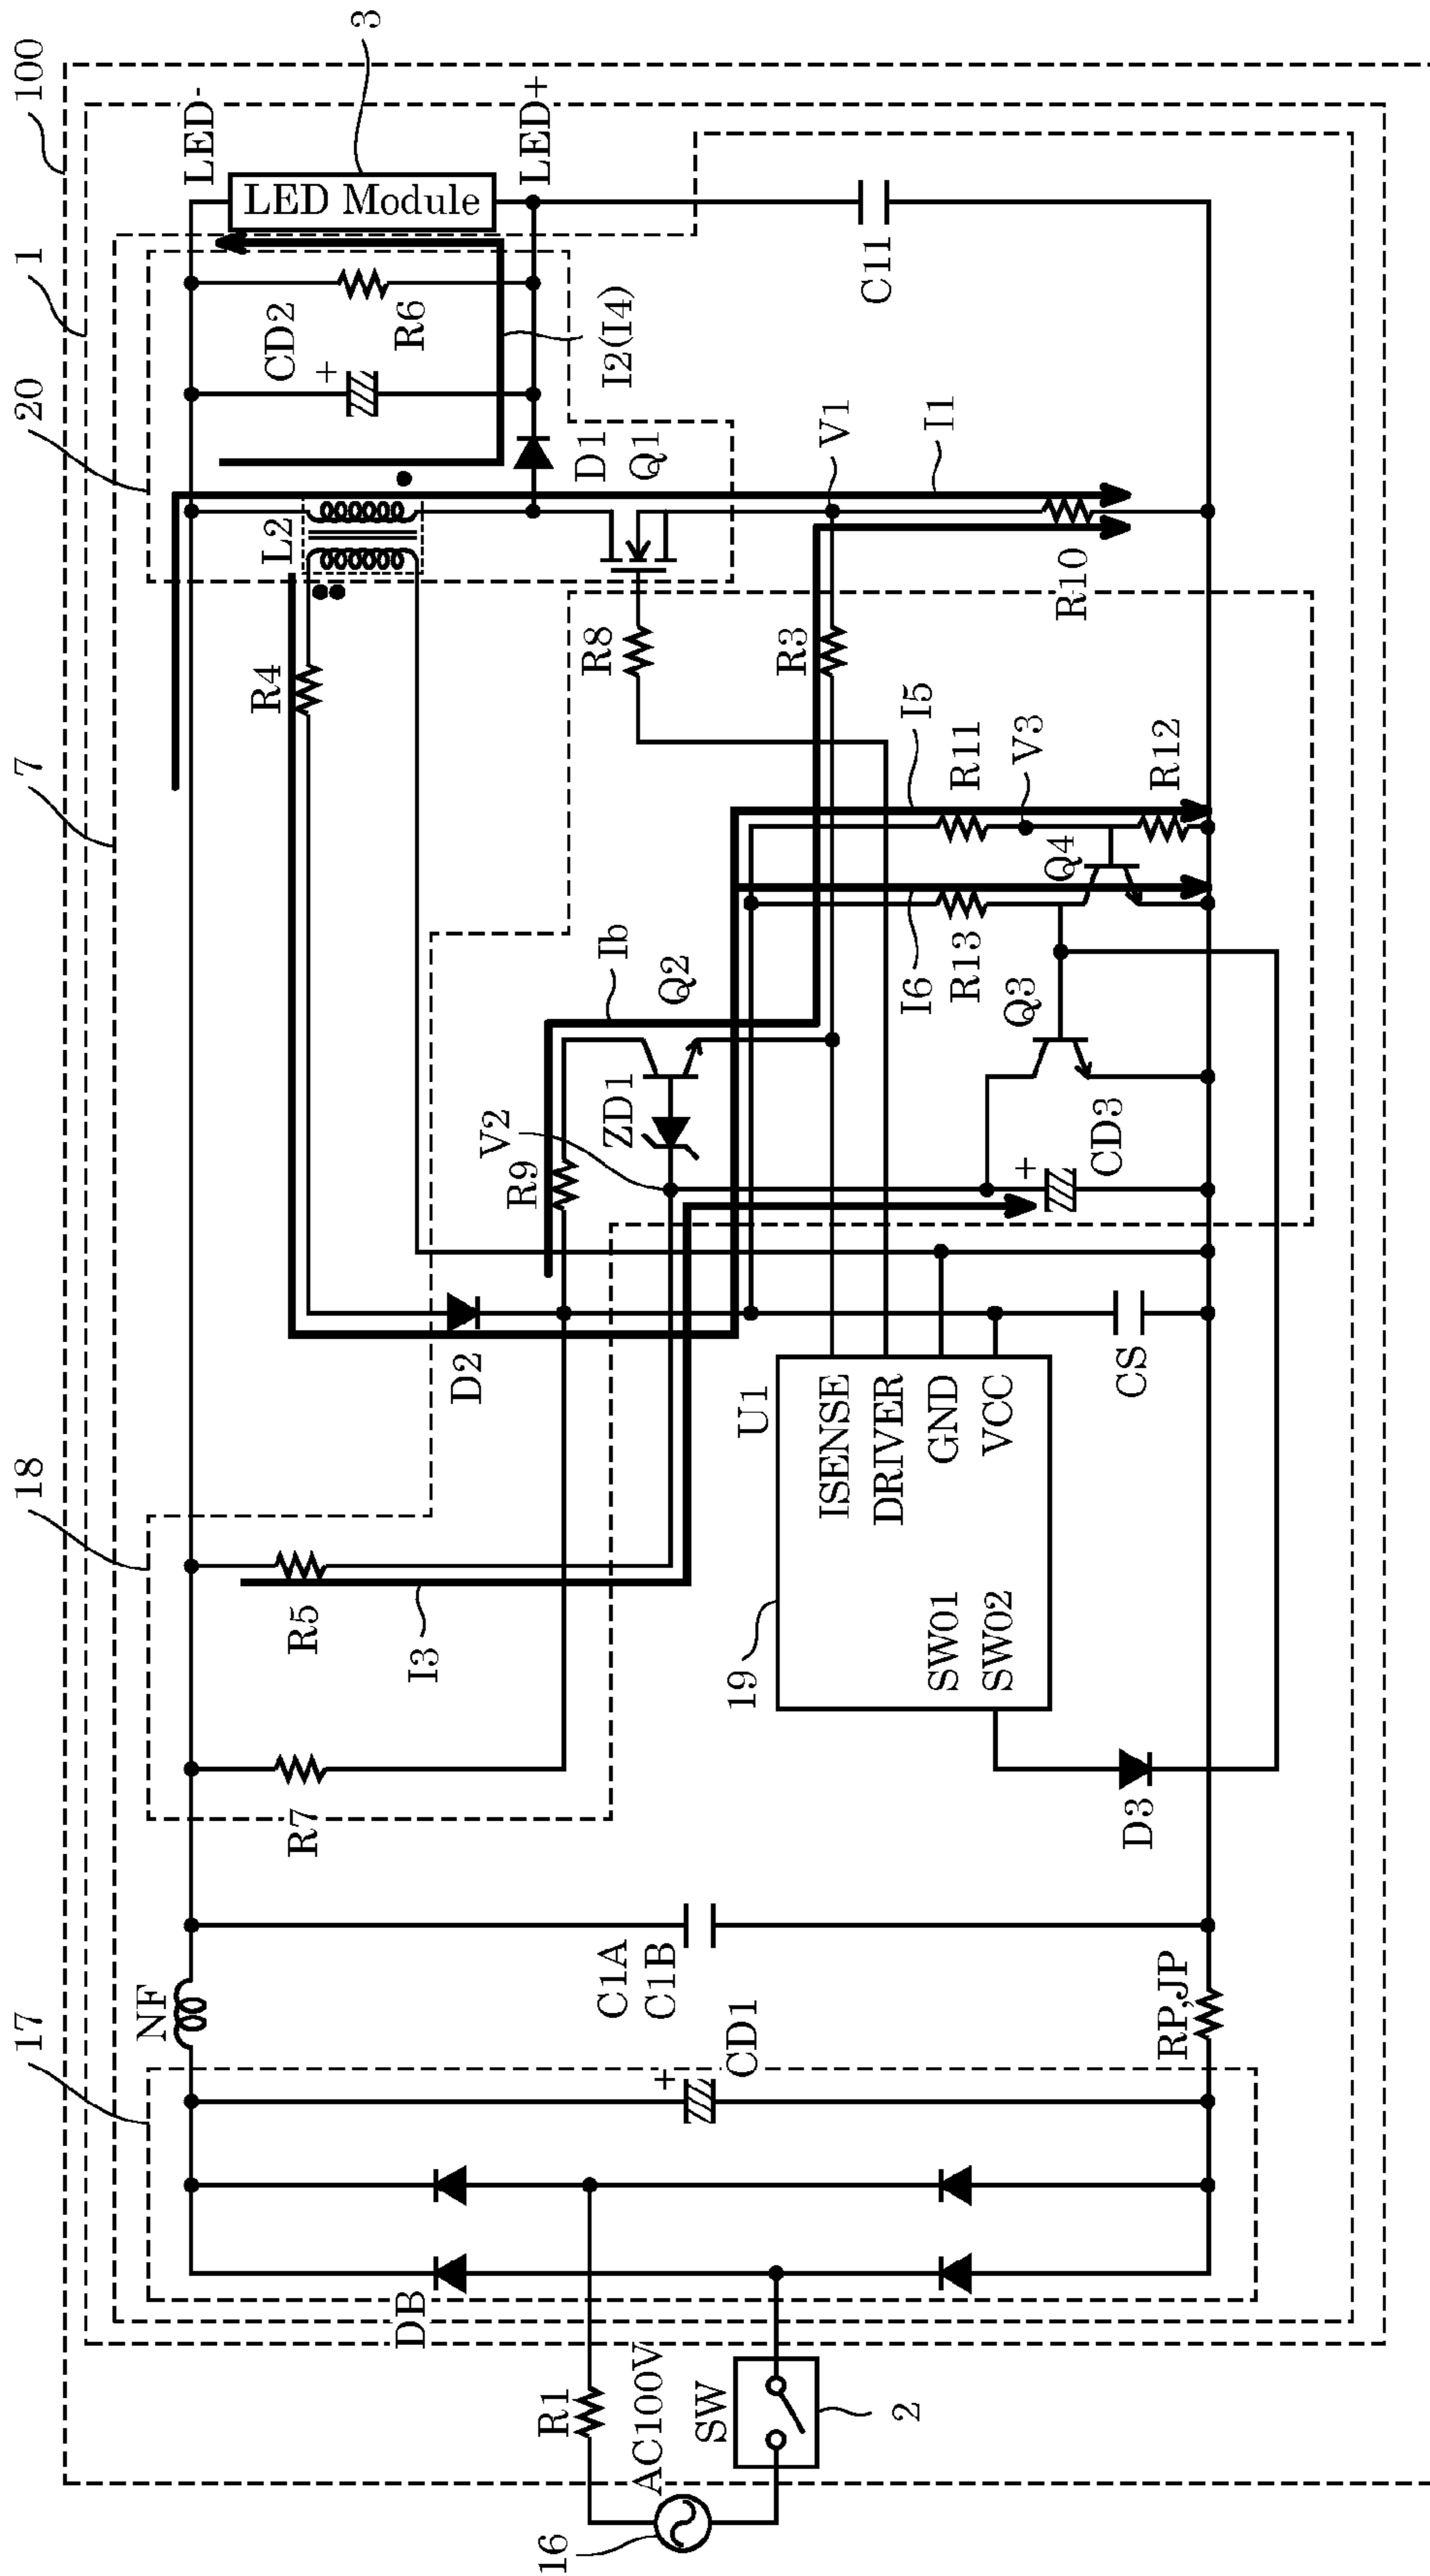 100
1
20
7
18
17
LED-
LED Module
3
LED+
CD2
+
R6
I2(I4)
C11
L2
D1
Q1
V1
I1
R10
R4
R8
R3
I5
R11
V3
R12
Q4
Ib
Q2
I6
R13
Q3
V2
R9
ZD1
+
CD3
D2
U1
ISENSE
DRIVER
GND
VCC
CS
R5
I3
19
SW01
SW02
R7
D3
NF
C1A
C1B
RP,JP
+
CD1
DB
R1
AC100V
SW
2
16